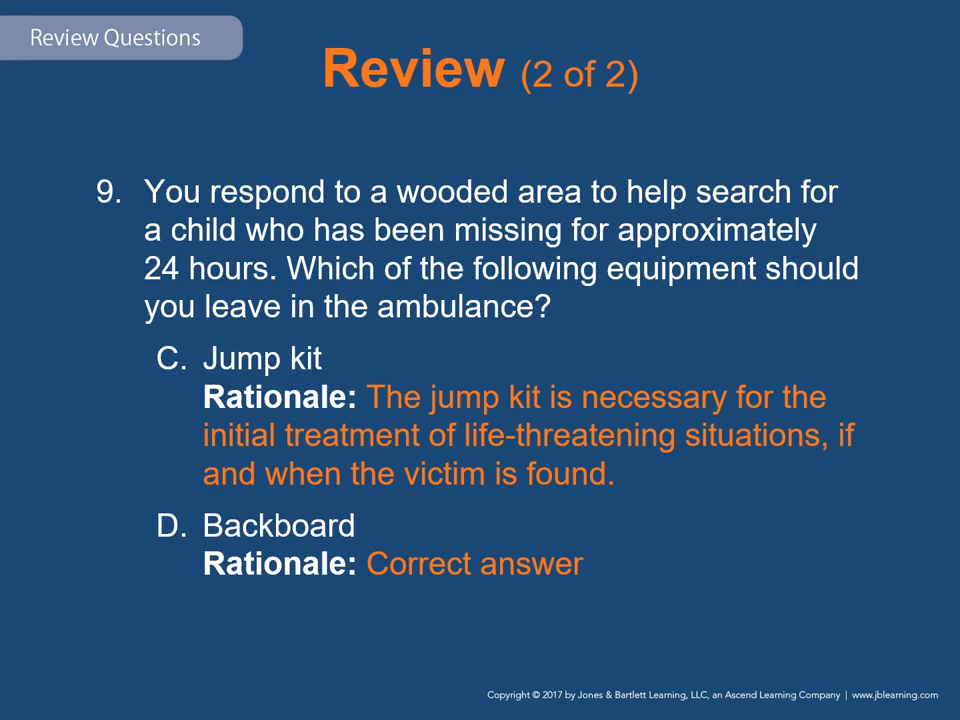 Review Questions
Review (2 of 2)
9. You respond to a wooded area to help search for
a child who has been missing for approximately
24 hours. Which of the following equipment should
you leave in the ambulance?
C. Jump kit
Rationale: The jump kit is necessary for the
initial treatment of life-threatening situations, if
and when the victim is found.
D. Backboard
Rationale: Correct answer
Copyright © 2017 by Jones & Bartlett Learning, LLC, an Ascend Learning Company | www.jblearning.com